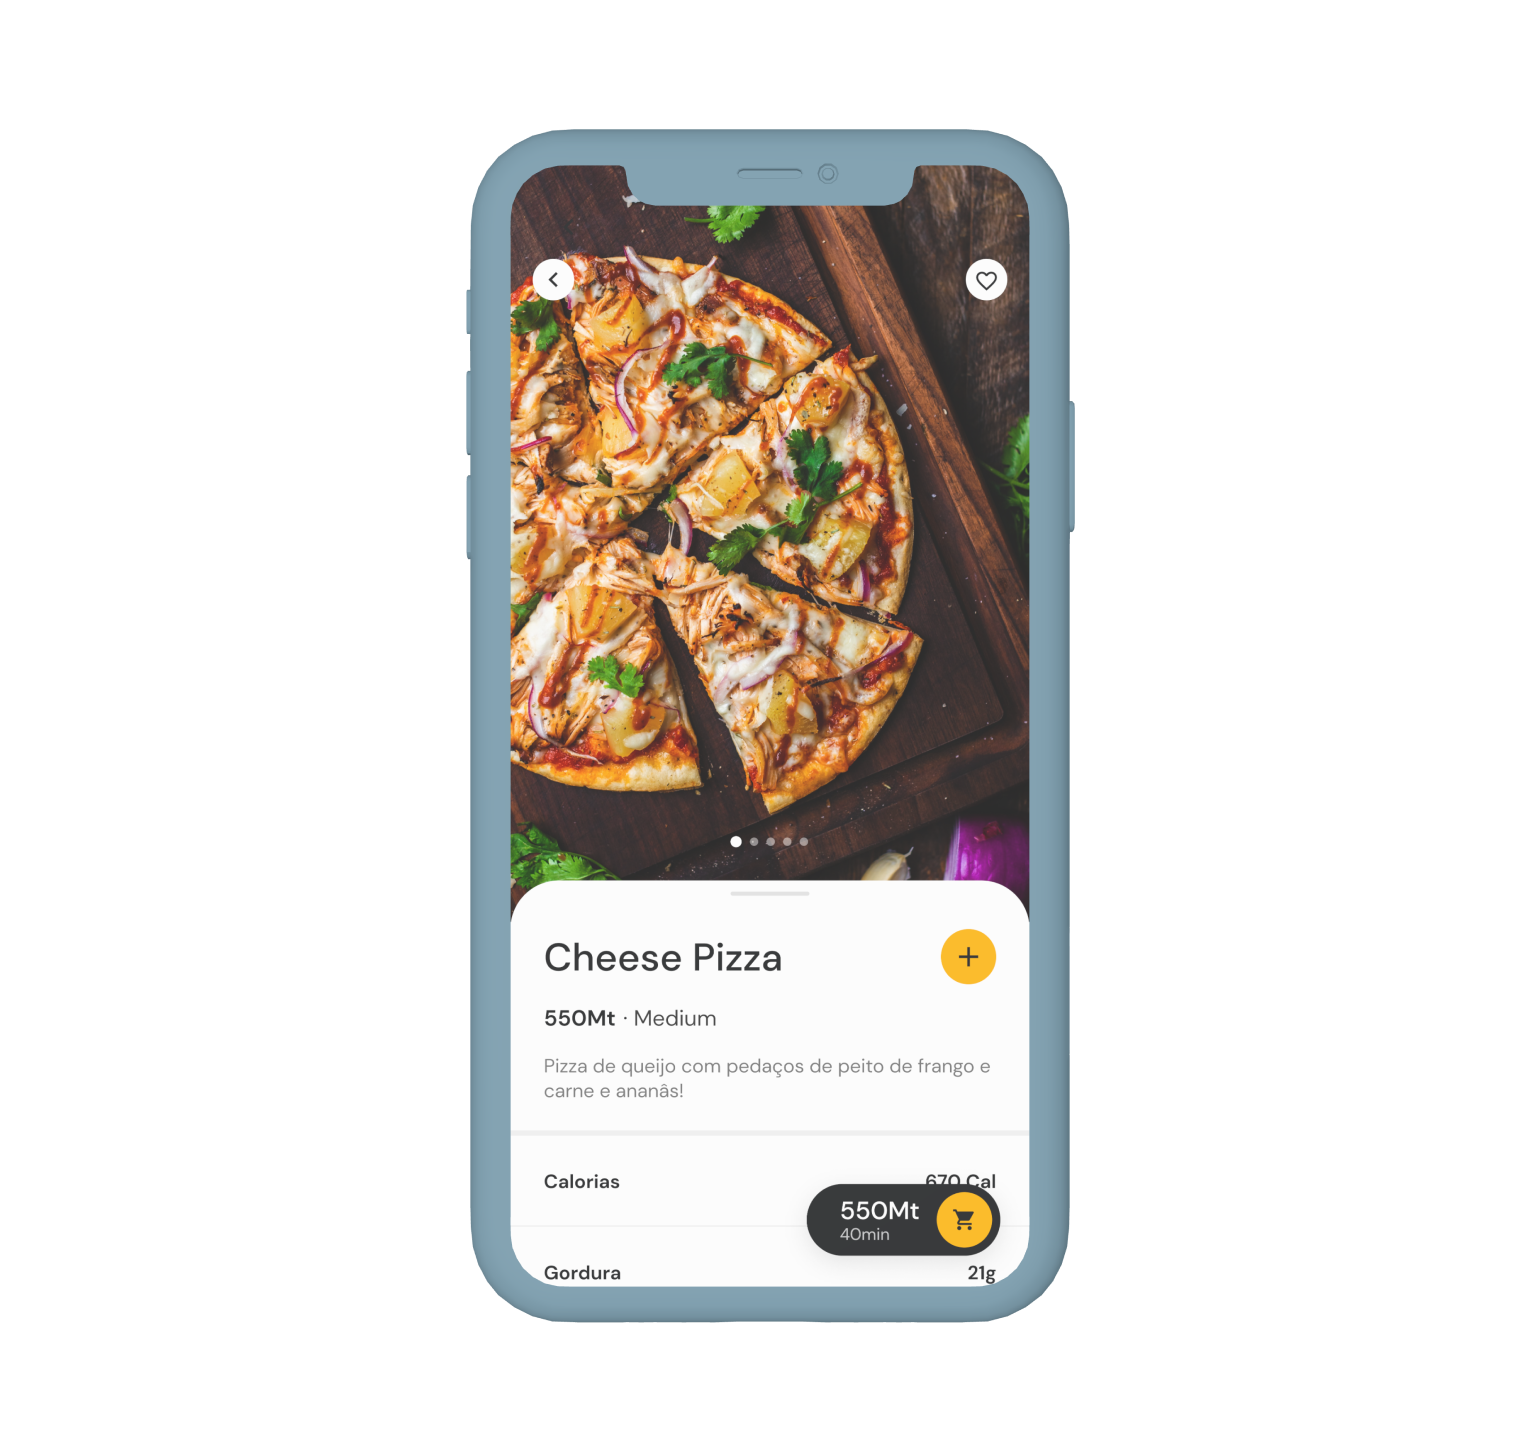 Cheese Pizza
550Mt · Medium
Pizza de queijo com pedaços de peito de frango e
carne e ananâs!
Calorias 670 Cal
550Mt
40min
Gordura 21g